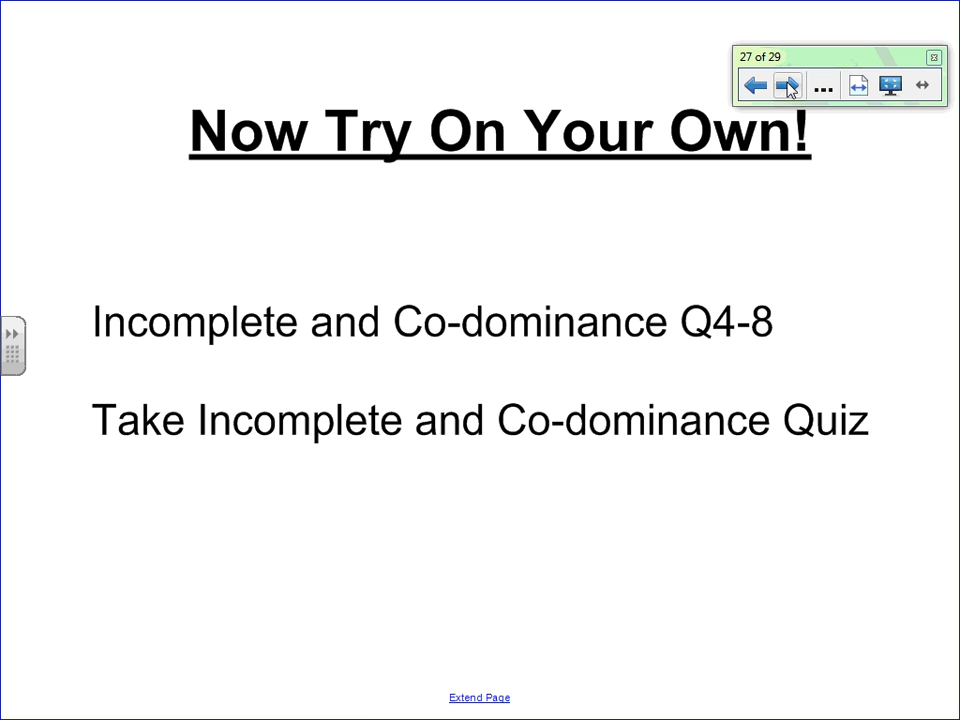 27 of 29
Now Try On Your Own!
Incomplete and Co-dominance Q4-8
Take Incomplete and Co-dominance Quiz
Extend Page